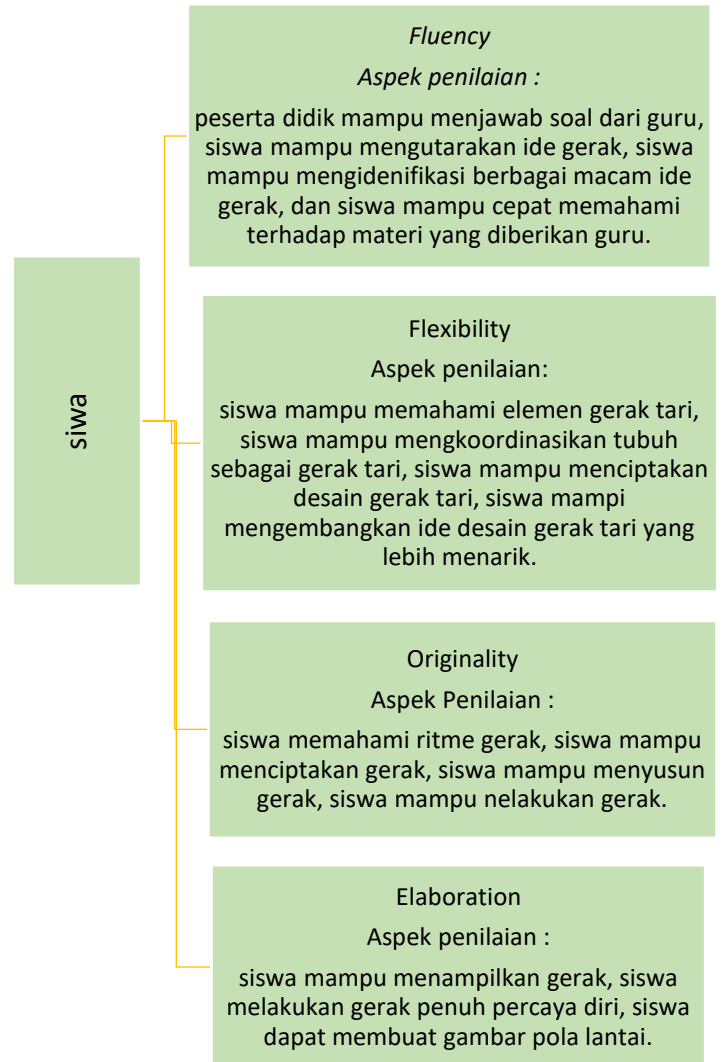 Fluency
Aspek penilaian :
peserta didik mampu menjawab soal dari guru,
siswa mampu mengutarakan ide gerak, siswa
mampu mengidenifikasi berbagai macam ide
gerak, dan siswa mampu cepat memahami
terhadap materi yang diberikan guru.
siwa
Flexibility
Aspek penilaian:
siswa mampu memahami elemen gerak tari,
siswa mampu mengkoordinasikan tubuh
sebagai gerak tari, siswa mampu menciptakan
desain gerak tari, siswa mampi
mengembangkan ide desain gerak tari yang
lebih menarik.
Originality
Aspek Penilaian :
siswa memahami ritme gerak, siswa mampu
menciptakan gerak, siswa mampu menyusun
gerak, siswa mampu nelakukan gerak.
Elaboration
Aspek penilaian :
siswa mampu menampilkan gerak, siswa
melakukan gerak penuh percaya diri, siswa
dapat membuat gambar pola lantai.